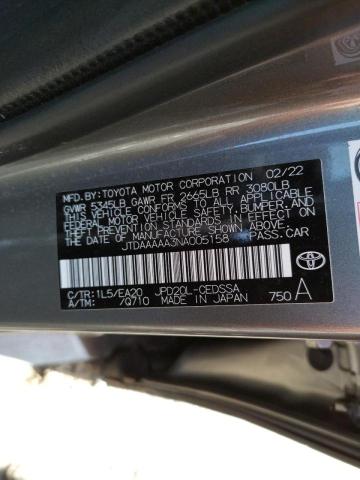 MFD.BY:TOYOTA MOTOR CORPORATION 02/22
GVWR 5345LB GAWR FR 2665LB RR 3080LB
THIS VEHICLE CONFORMS TO ALL APPLICABLE
FEDERAL MOTOR VEHICLE SAFETY, BUMPER, AND
THEFT PREVENTION STANDARDS IN EFFECT ON
THE DATE OF MANUFACTURE SHOWN ABOVE.
JTDAAAAA3NA005158 PASS.CAR
C/TR:1L5/EA20 JPD20L-CEDSSA
A/TM: /Q710 MADE IN JAPAN 750 A